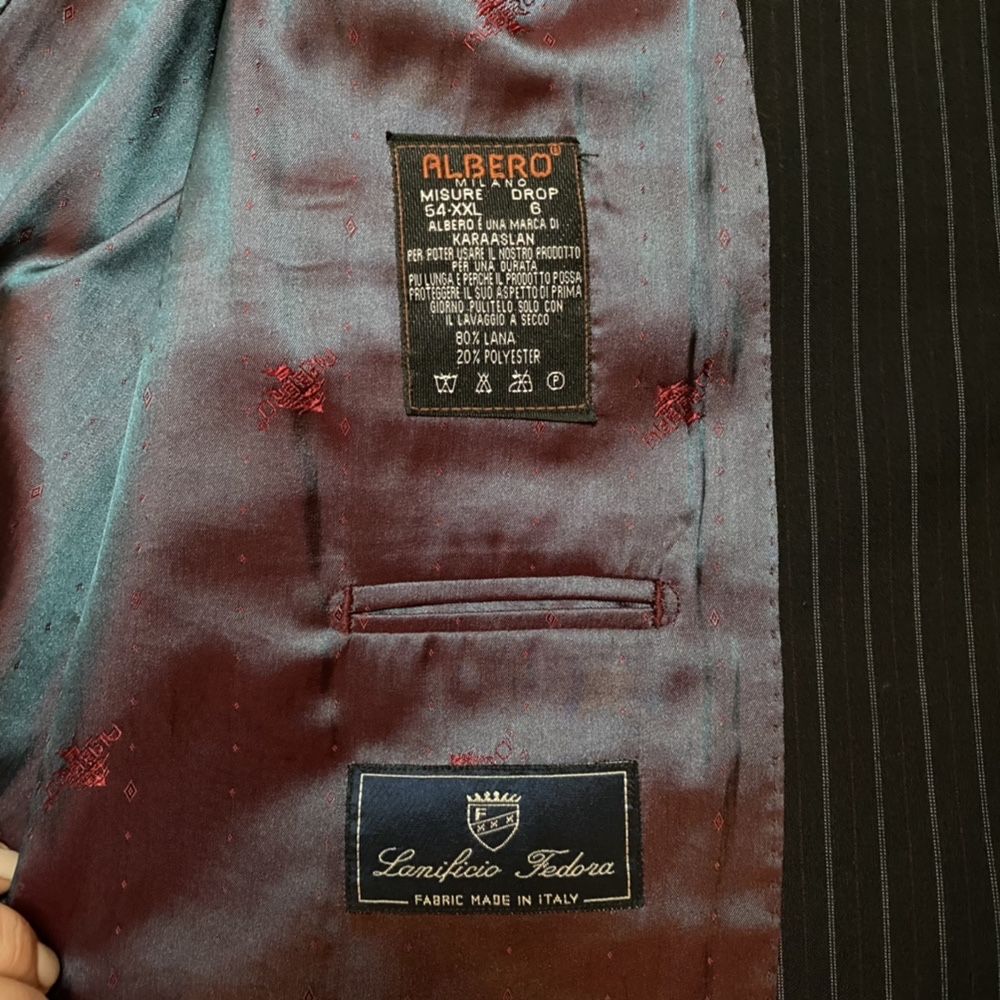 ALBERO®
MILANO
MISURE DROP
54-XXL 6
ALBERO È UNA MARCA DI
KARAASLAN
PER POTER USARE IL NOSTRO PRODOTTO
PER UNA DURATA
PIU LUNGA E PERCHE IL PRODOTTO POSSA
PROTEGGERE IL SUO ASPETTO DI PRIMA
GIORNO, PULITELO SOLO CON
IL LAVAGGIO A SECCO
80% LANA
20% POLYESTER
P
ALBERO
F
XXX
Lanificio Fedora
FABRIC MADE IN ITALY